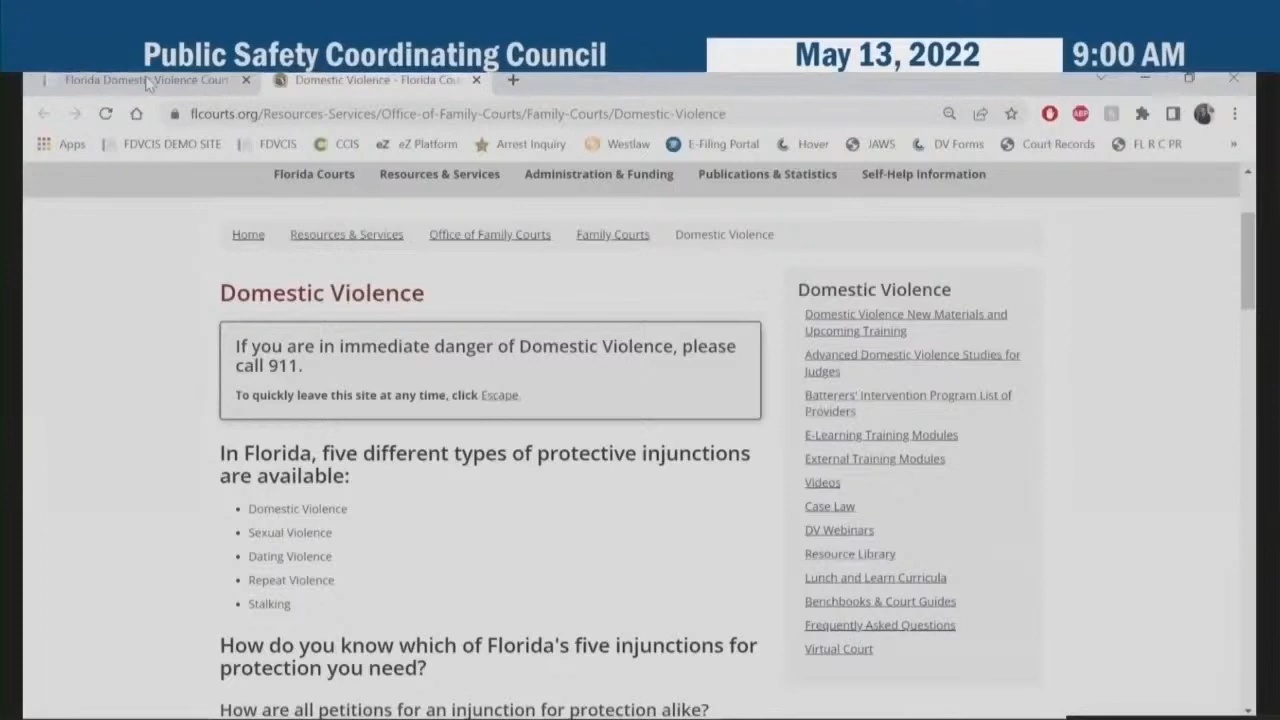 Public Safety Coordinating Council
May 13, 2022
9:00 AM
Florida Domestic Violence Cour
Domestic Violence - Florida Cou
flcourts.org/Resources-Services/Office-of-Family-Courts/Family-Courts/Domestic-Violence
ABP
Apps FDVCIS DEMO SITE FDVCIS CCIS eZ eZ Platform Arrest Inquiry Westlaw E-Filing Portal Hover JAWS DV Forms Court Records FL R C PR »
Florida Courts Resources & Services Administration & Funding Publications & Statistics Self-Help Information
Home Resources & Services Office of Family Courts Family Courts Domestic Violence
Domestic Violence
If you are in immediate danger of Domestic Violence, please
call 911.
To quickly leave this site at any time, click Escape.
In Florida, five different types of protective injunctions
are available:
• Domestic Violence
• Sexual Violence
• Dating Violence
• Repeat Violence
• Stalking
How do you know which of Florida's five injunctions for
protection you need?
How are all petitions for an injunction for protection alike?
Domestic Violence
Domestic Violence New Materials and
Upcoming Training
Advanced Domestic Violence Studies for
Judges
Batterers' Intervention Program List of
Providers
E-Learning Training Modules
External Training Modules
Videos
Case Law
DV Webinars
Resource Library
Lunch and Learn Curricula
Benchbooks & Court Guides
Frequently Asked Questions
Virtual Court